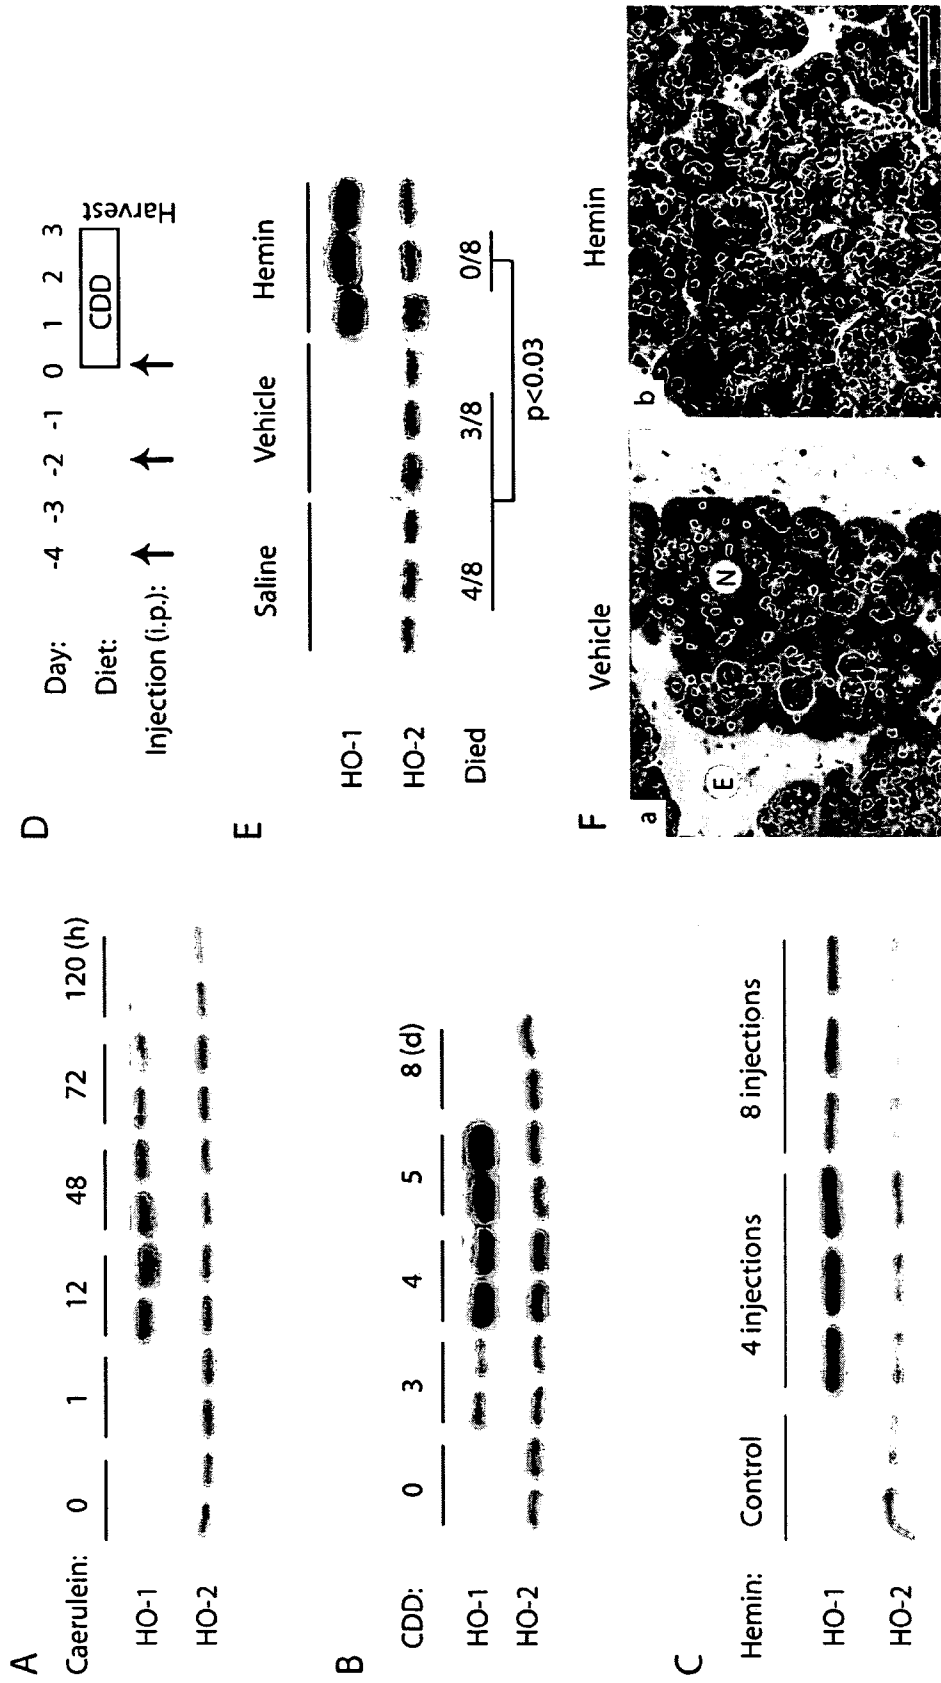 A
Caerulein: 0 1 12 48 72 120 (h)
HO-1
HO-2
B
CDD: 0 3 4 5 8 (d)
HO-1
HO-2
C
Hemin: Control 4 injections 8 injections
HO-1
HO-2
D
Day: -4 -3 -2 -1 0 1 2 3
Diet: CDD
Harvest
Injection (i.p.):
E
Saline Vehicle Hemin
HO-1
HO-2
Died 4/8 3/8 0/8
p<0.03
F
Vehicle Hemin
a
E
N
b